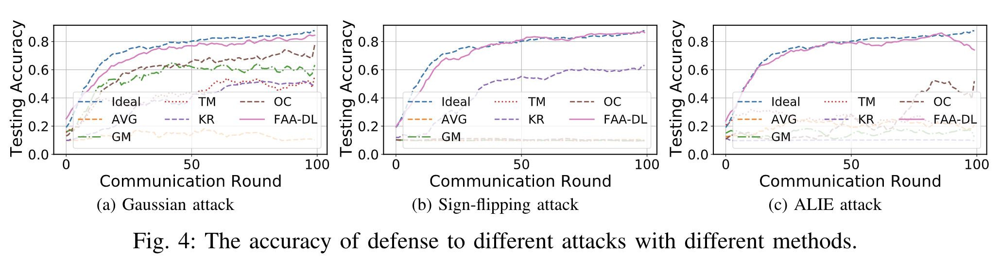 Testing Accuracy
0.8
0.6
0.4
0.2
0.0
Ideal TM OC
AVG KR FAA-DL
GM
0 50 100
Communication Round
(a) Gaussian attack
Testing Accuracy
0.8
0.6
0.4
0.2
0.0
Ideal TM OC
AVG KR FAA-DL
GM
0 50 100
Communication Round
(b) Sign-flipping attack
Testing Accuracy
0.8
0.6
0.4
0.2
0.0
Ideal TM OC
AVG KR FAA-DL
GM
0 50 100
Communication Round
(c) ALIE attack
Fig. 4: The accuracy of defense to different attacks with different methods.